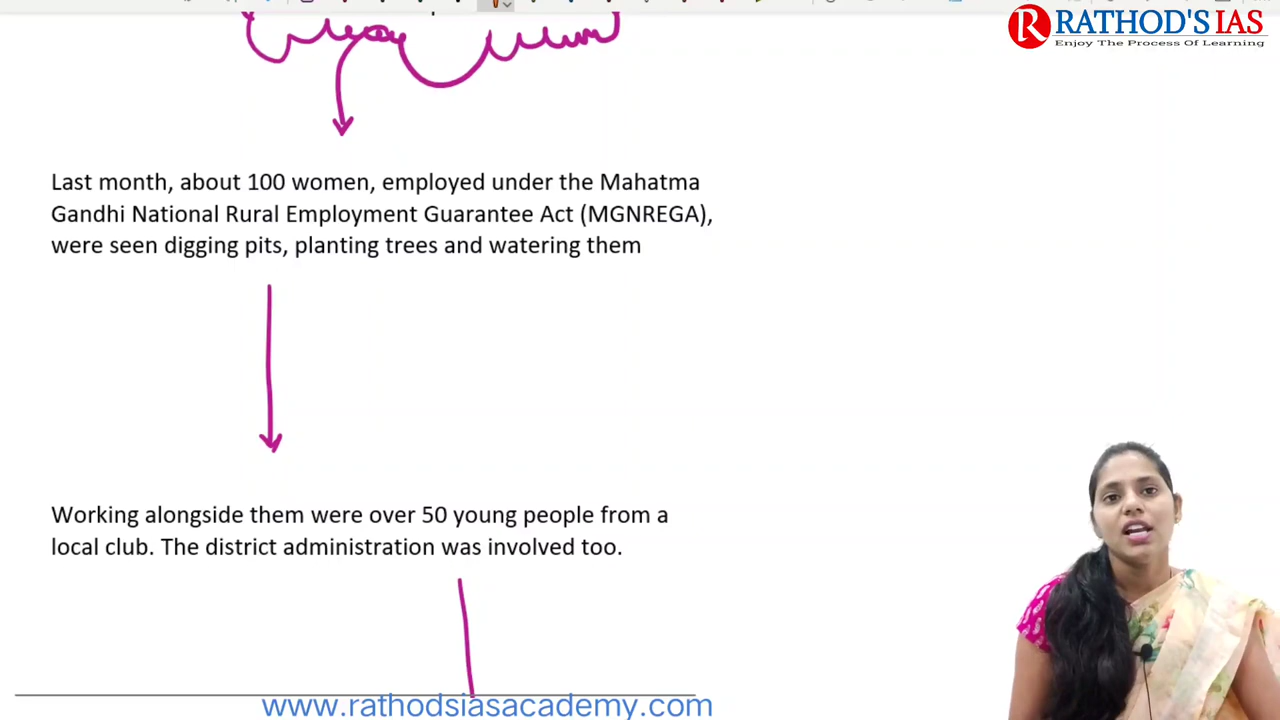 RATHOD'S IAS
Enjoy The Process Of Learning
Last month, about 100 women, employed under the Mahatma
Gandhi National Rural Employment Guarantee Act (MGNREGA),
were seen digging pits, planting trees and watering them
Working alongside them were over 50 young people from a
local club. The district administration was involved too.
www.rathodsiasacademy.com